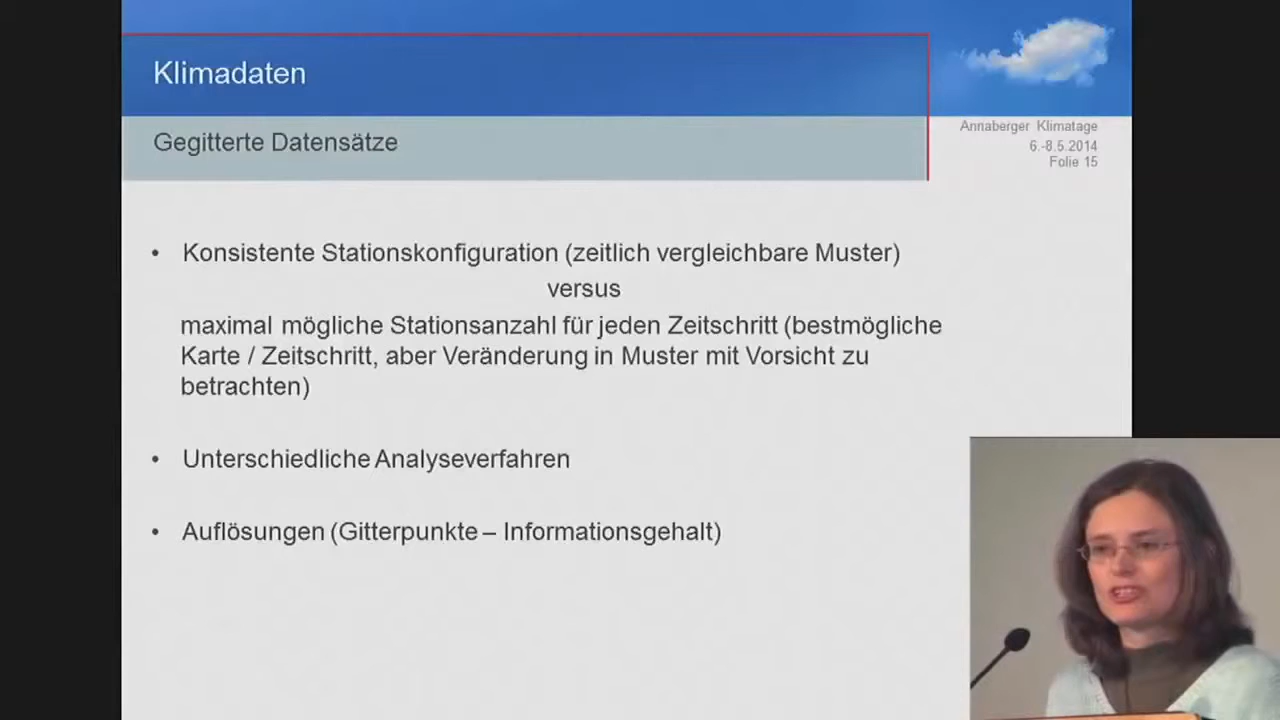 Klimadaten
Gegitterte Datensätze
Annaberger Klimatage
6.-8.5.2014
Folie 15
• Konsistente Stationskonfiguration (zeitlich vergleichbare Muster)
versus
maximal mögliche Stationsanzahl für jeden Zeitschritt (bestmögliche
Karte / Zeitschritt, aber Veränderung in Muster mit Vorsicht zu
betrachten)
• Unterschiedliche Analyseverfahren
• Auflösungen (Gitterpunkte – Informationsgehalt)